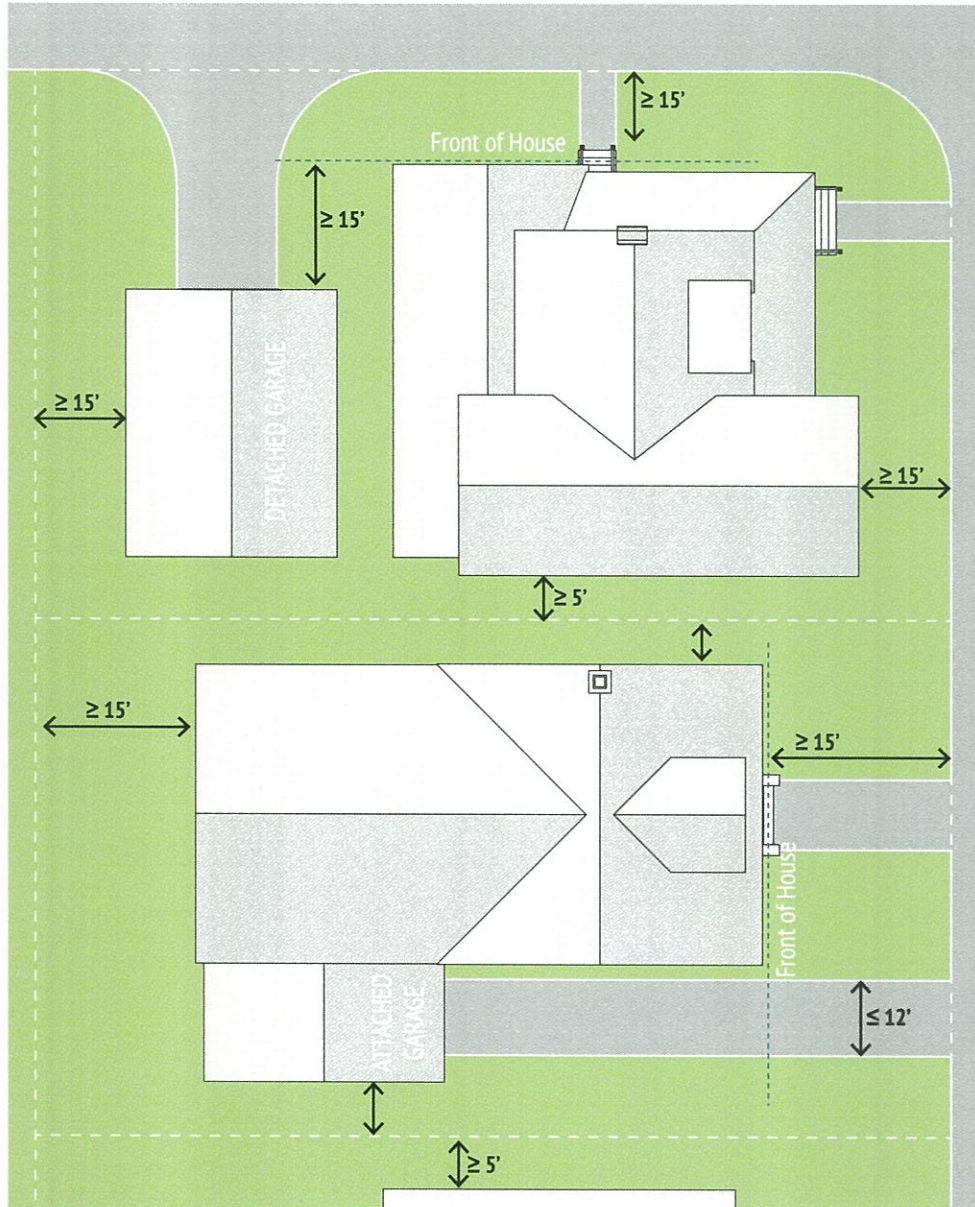 ≥ 15'
Front of House
≥ 15'
DETACHED GARAGE
≥ 15'
≥ 15'
≥ 5'
≥ 15'
≥ 15'
Front of House
ATTACHED
GARAGE
≤ 12'
≥ 5'